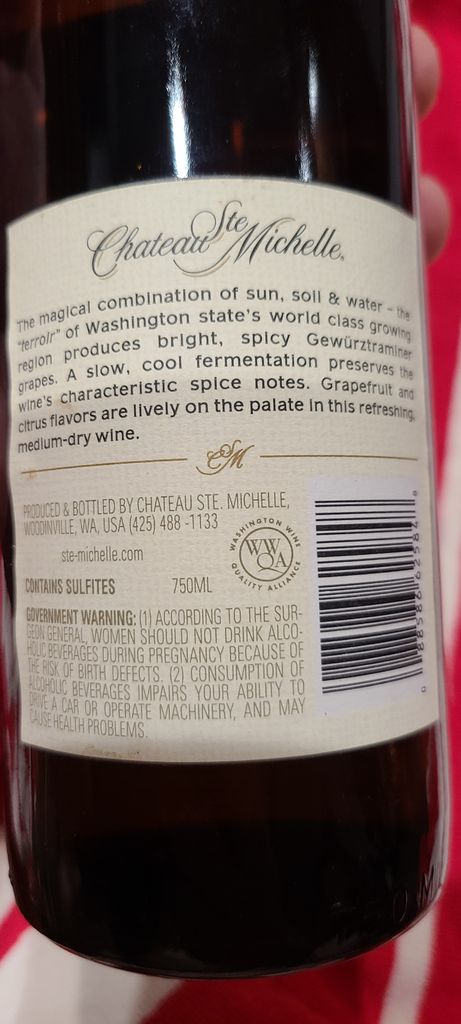 Chateau Ste Michelle.
The magical combination of sun, soil & water - the
"terroir" of Washington state's world class growing
region produces bright, spicy Gewürztraminer
grapes. A slow, cool fermentation preserves the
wine's characteristic spice notes. Grapefruit and
citrus flavors are lively on the palate in this refreshing,
medium-dry wine.
CSM
PRODUCED & BOTTLED BY CHATEAU STE. MICHELLE,
WOODINVILLE, WA, USA (425) 488 -1133
ste-michelle.com
WASHINGTON WINE
WWQA
QUALITY ALLIANCE
CONTAINS SULFITES 750ML
GOVERNMENT WARNING: (1) ACCORDING TO THE SUR-
GEON GENERAL, WOMEN SHOULD NOT DRINK ALCO-
HOLIC BEVERAGES DURING PREGNANCY BECAUSE OF
THE RISK OF BIRTH DEFECTS. (2) CONSUMPTION OF
ALCOHOLIC BEVERAGES IMPAIRS YOUR ABILITY TO
DRIVE A CAR OR OPERATE MACHINERY, AND MAY
CAUSE HEALTH PROBLEMS.